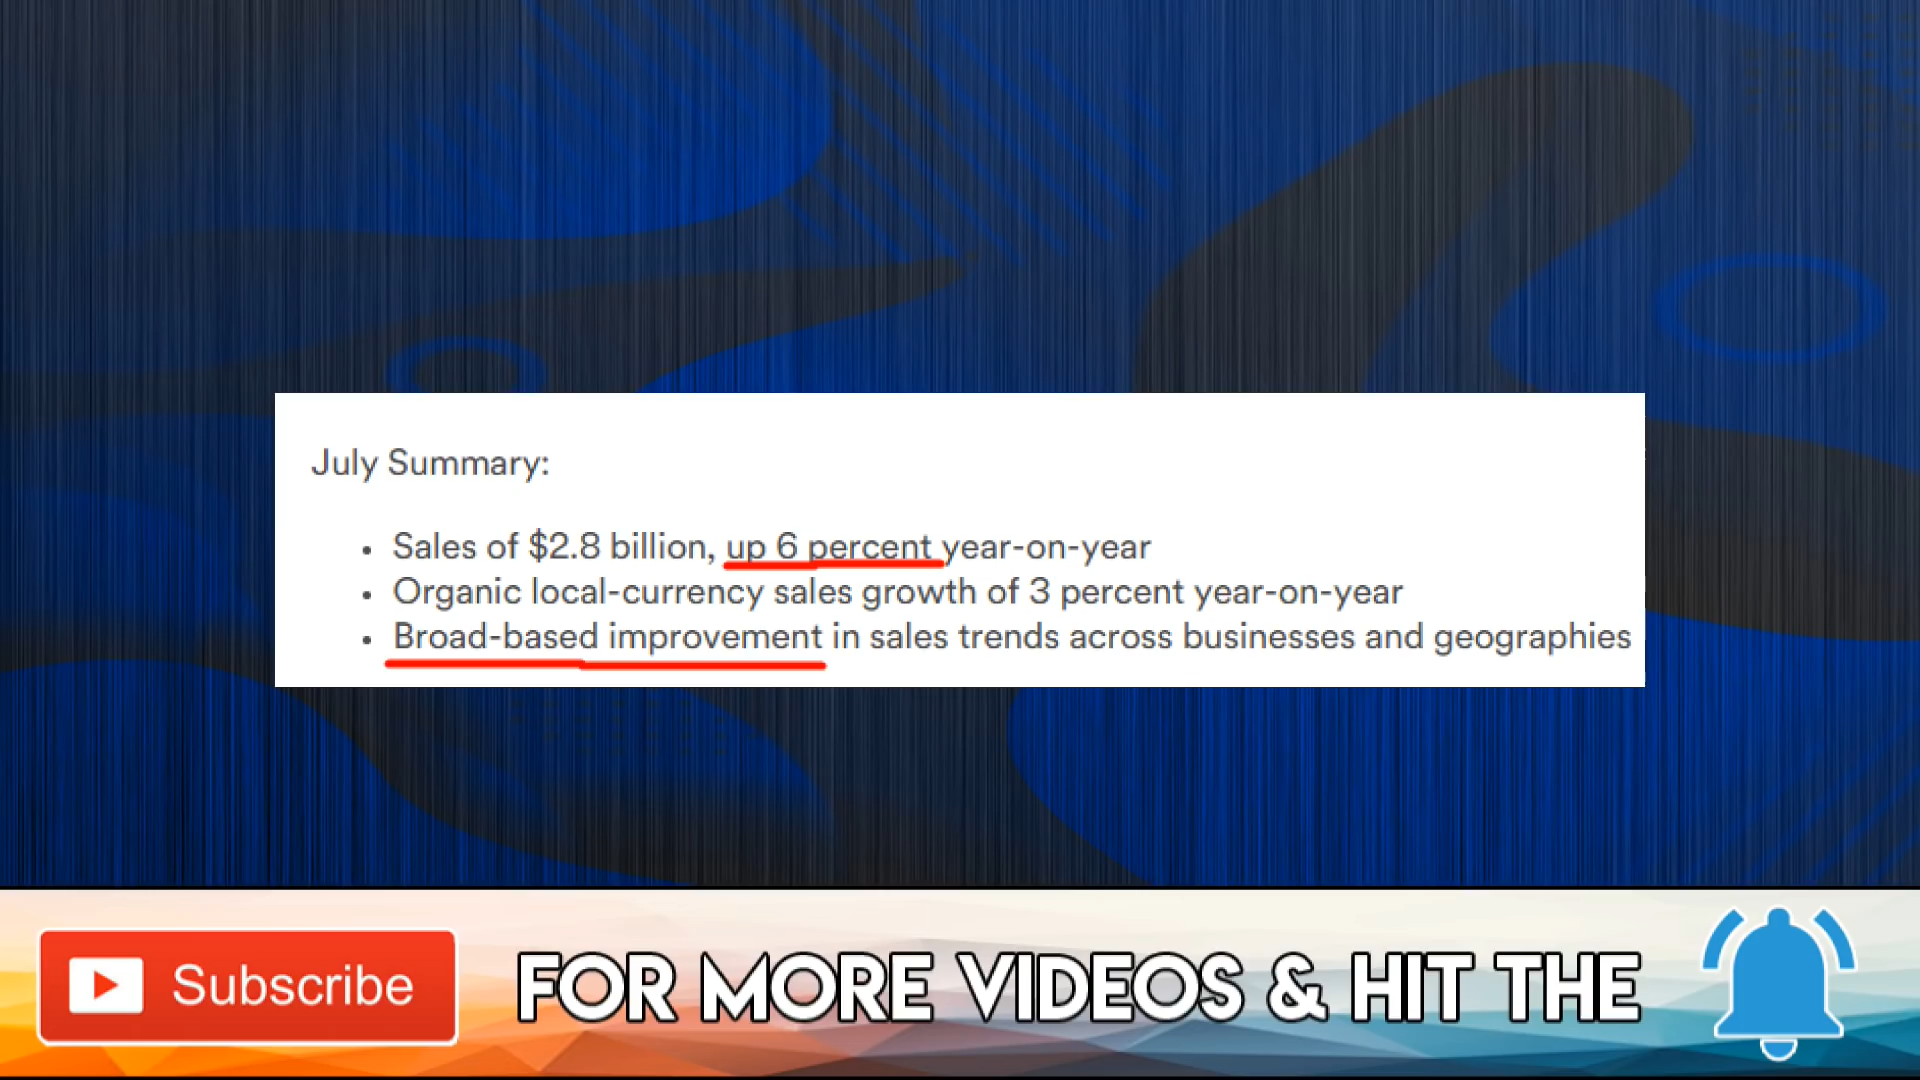 July Summary:
• Sales of $2.8 billion, up 6 percent year-on-year
• Organic local-currency sales growth of 3 percent year-on-year
• Broad-based improvement in sales trends across businesses and geographies
Subscribe FOR MORE VIDEOS & HIT THE